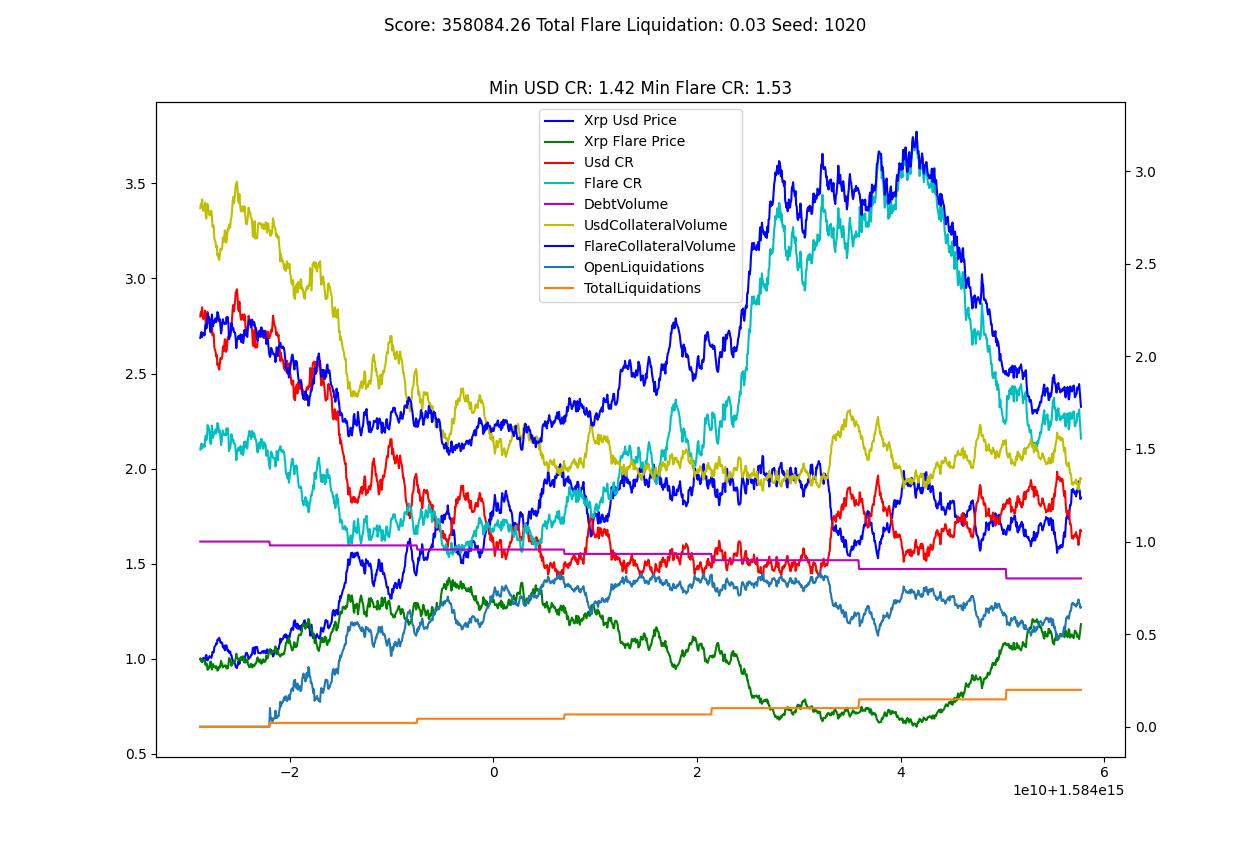 Score: 358084.26 Total Flare Liquidation: 0.03 Seed: 1020
Min USD CR: 1.42 Min Flare CR: 1.53
Xrp Usd Price
Xrp Flare Price
Usd CR
Flare CR
DebtVolume
UsdCollateralVolume
FlareCollateralVolume
OpenLiquidations
TotalLiquidations
3.5
3.0
2.5
2.0
1.5
1.0
0.5
3.0
2.5
2.0
1.5
1.0
0.5
0.0
−2 0 2 4 6
1e10+1.584e15